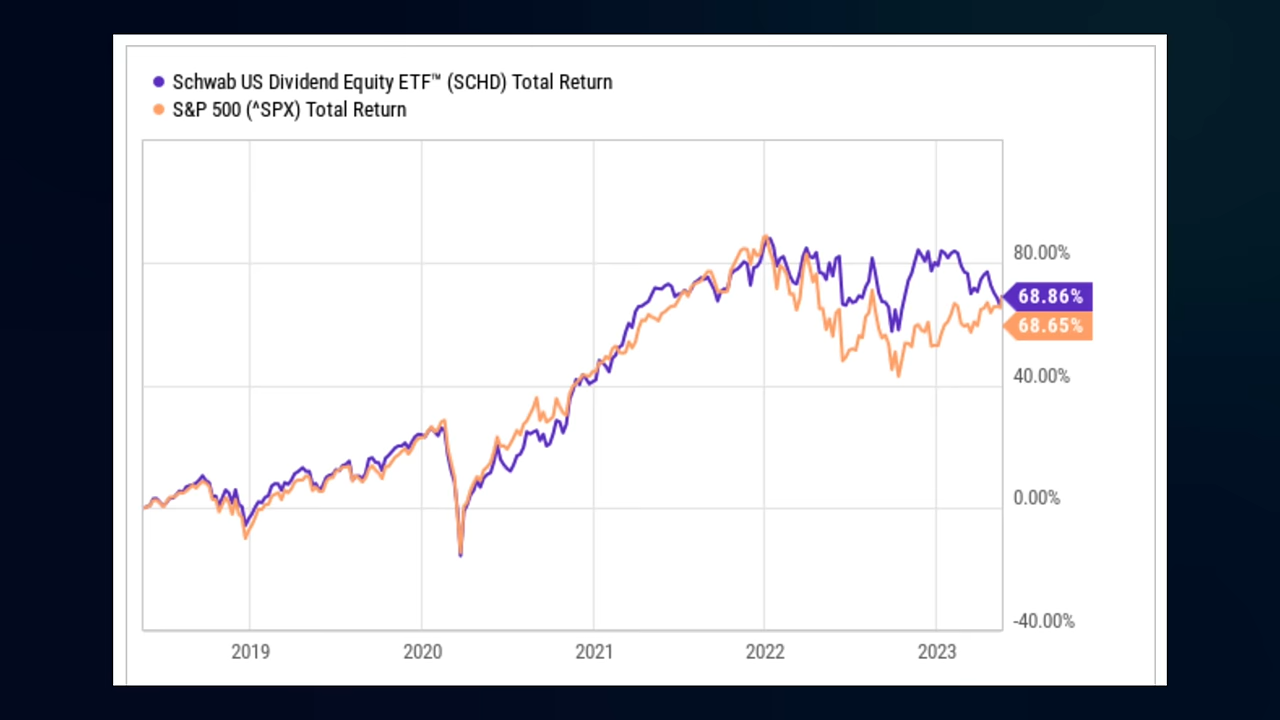 Schwab US Dividend Equity ETF™ (SCHD) Total Return
S&P 500 (^SPX) Total Return
80.00%
68.86%
68.65%
40.00%
0.00%
-40.00%
2019 2020 2021 2022 2023